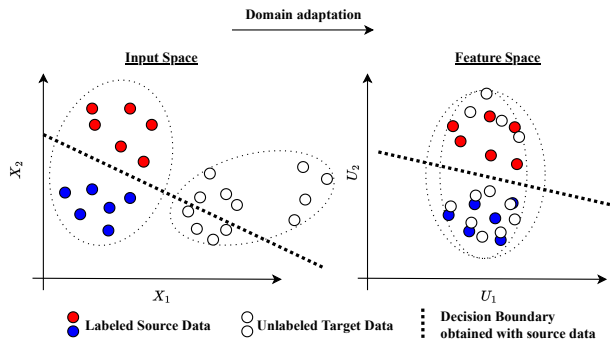 Domain adaptation
Input Space
Feature Space
X₂
U₂
X₁
U₁
Labeled Source Data
Unlabeled Target Data
Decision Boundary
obtained with source data